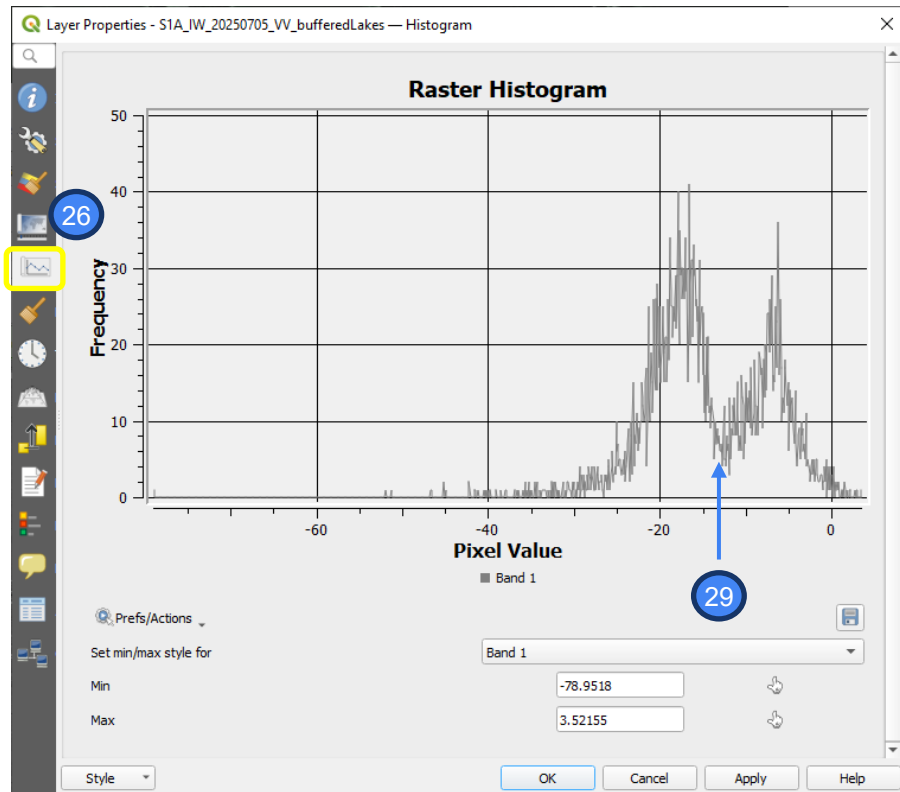 Layer Properties - S1A_IW_20250705_VV_bufferedLakes — Histogram
Raster Histogram
50
40
30
20
10
0
Frequency
26
-60
-40
-20
0
Pixel Value
Band 1
29
Prefs/Actions
Set min/max style for
Band 1
Min
-78.9518
Max
3.52155
Style
OK
Cancel
Apply
Help